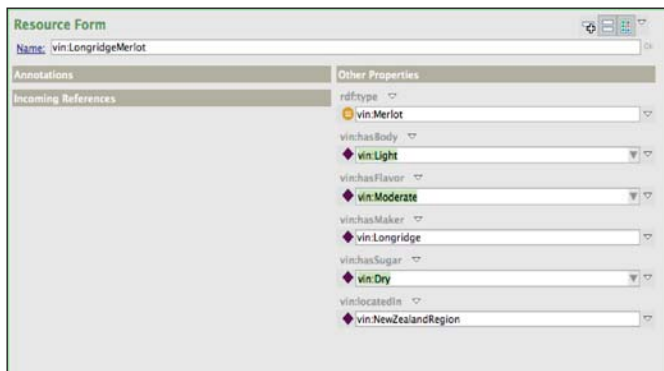 Resource Form
Name: vin:LongridgeMerlot
Annotations
Incoming References
Other Properties
rdf:type
vin:Merlot
vin:hasBody
vin:Light
vin:hasFlavor
vin:Moderate
vin:hasMaker
vin:Longridge
vin:hasSugar
vin:Dry
vin:locatedIn
vin:NewZealandRegion